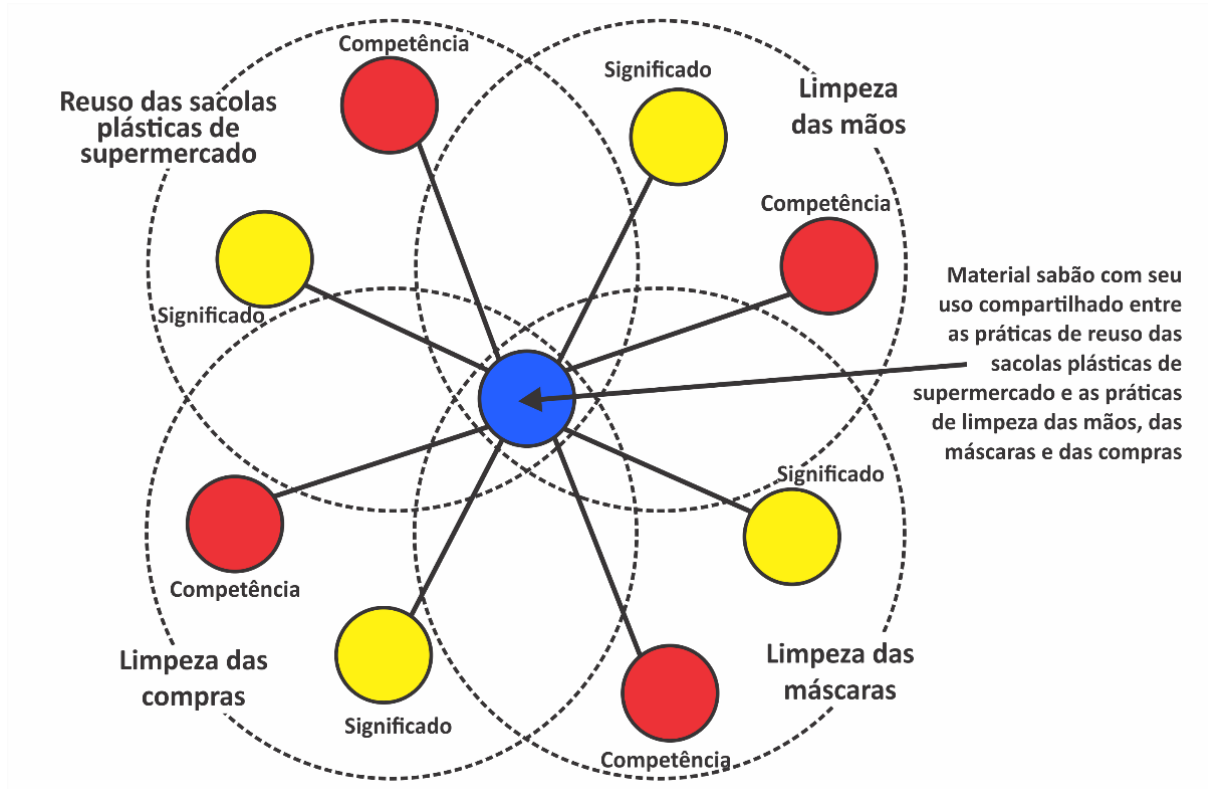 Competência
Significado
Reuso das sacolas
plásticas de
supermercado
Limpeza
das mãos
Competência
Significado
Material sabão com seu
uso compartilhado entre
as práticas de reuso das
sacolas plásticas de
supermercado e as práticas
de limpeza das mãos, das
máscaras e das compras
Significado
Competência
Limpeza das
compras
Limpeza das
máscaras
Significado
Competência